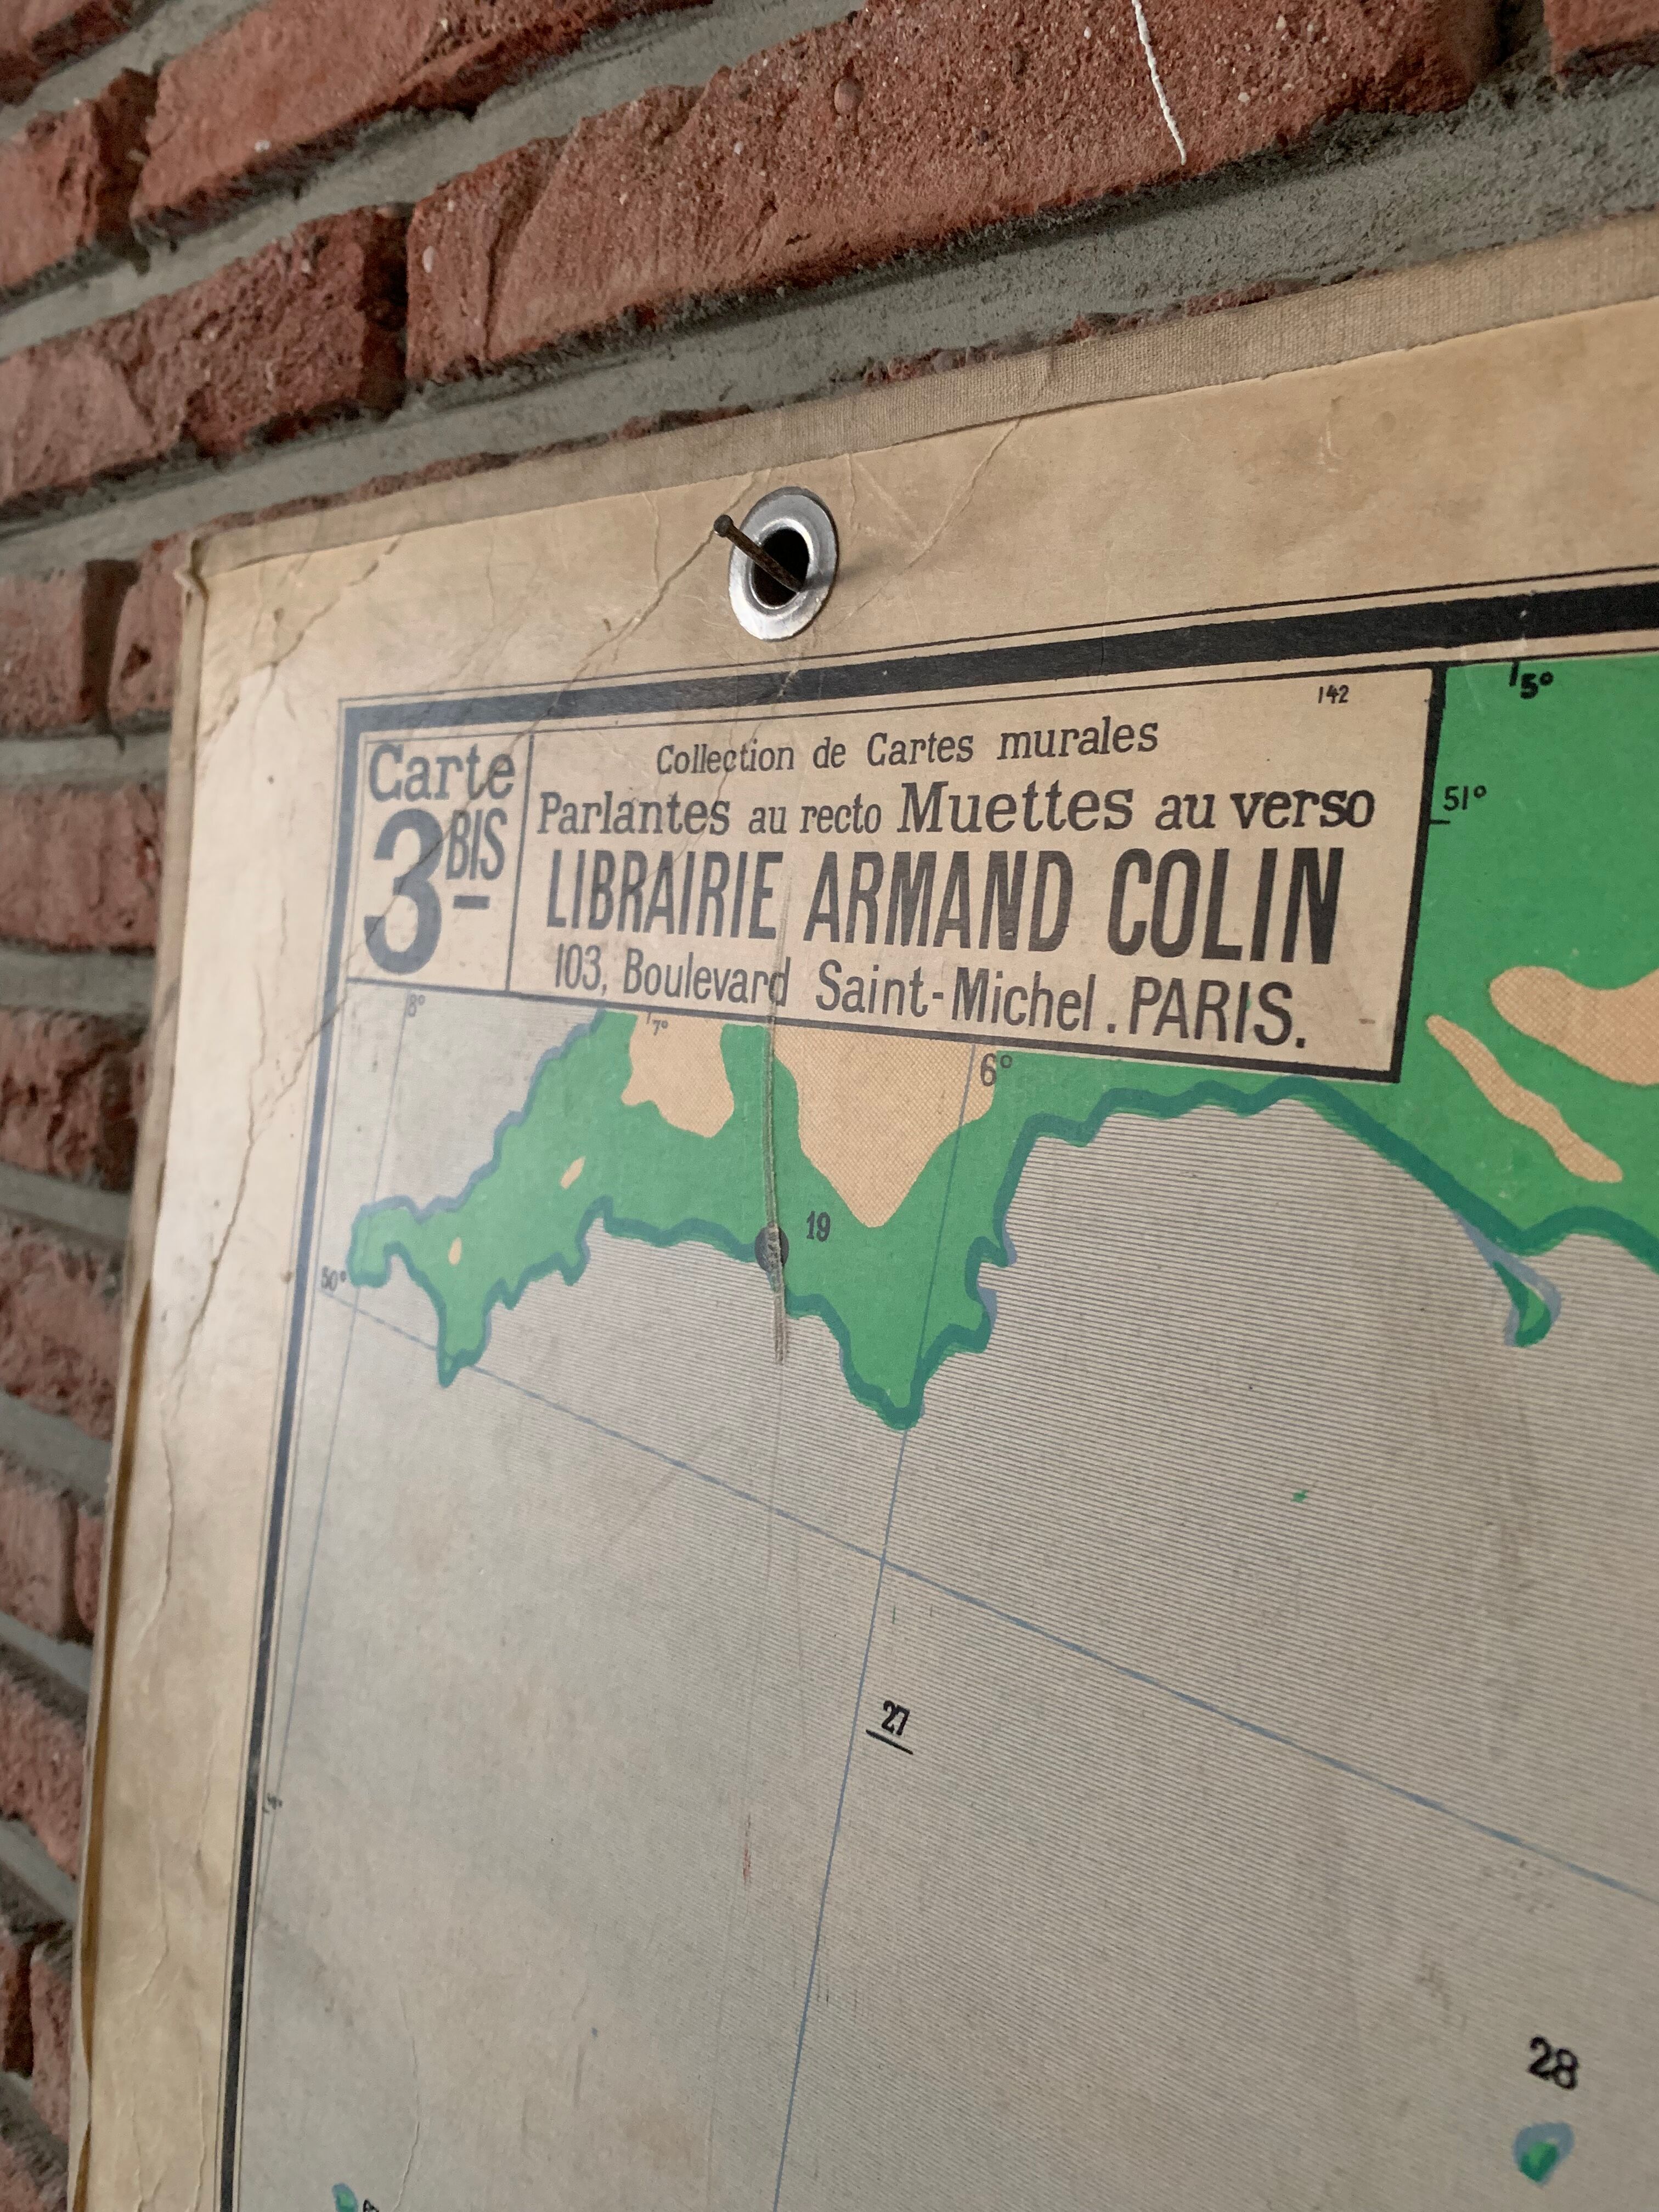 142
Carte
3 BIS
Collection de Cartes murales
Parlantes au recto Muettes au verso
LIBRAIRIE ARMAND COLIN
103, Boulevard Saint-Michel. PARIS.
5°
51°
8°
7°
6°
19
50°
27
28